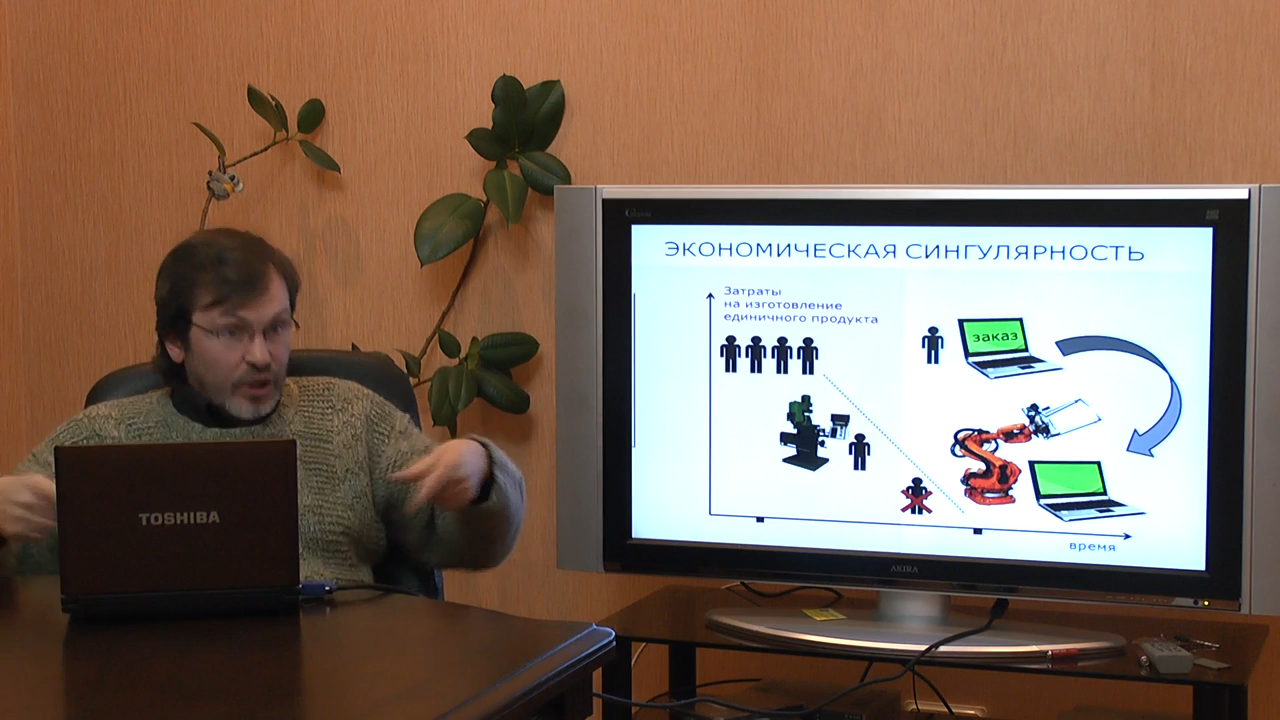 ЭКОНОМИЧЕСКАЯ СИНГУЛЯРНОСТЬ
Затраты
на изготовление
единичного продукта
заказ
время
TOSHIBA
AKIRA